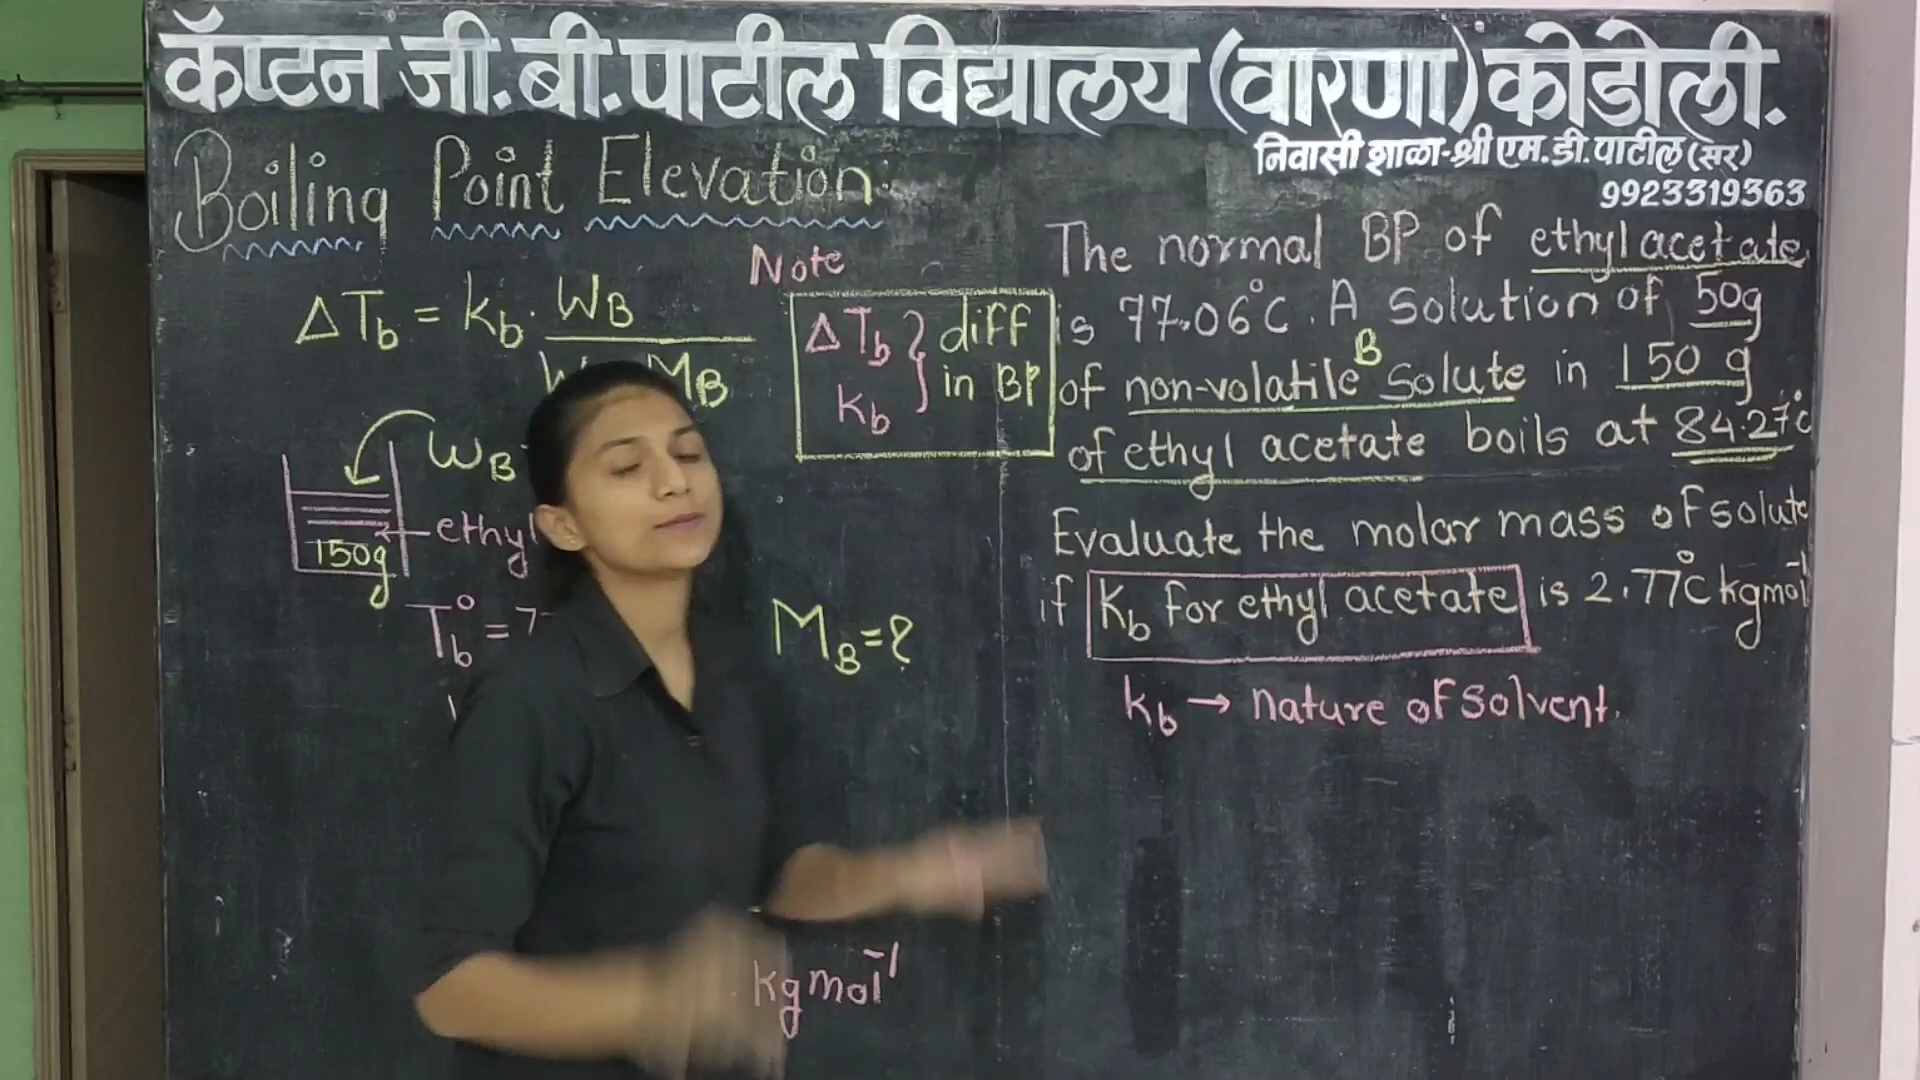 कॅप्टन जी.बी.पाटील विद्यालय (वारणा) कोडोली.
निवासी शाळा-श्री एम.डी.पाटील (सर)
9923319363
Boiling Point Elevation
ΔTb = Kb. WB
MB
Note
ΔTb } diff
Kb } in BP
WB
150g
ethyl
Tb° = 7
MB = ?
kgmol⁻¹
The normal BP of ethyl acetate
is 77.06°C. A solution of 50g
B
of non-volatile solute in 150 g
of ethyl acetate boils at 84.27°C
Evaluate the molar mass of solute
if Kb for ethyl acetate is 2.77°C kgmol⁻¹
Kb → nature of solvent.